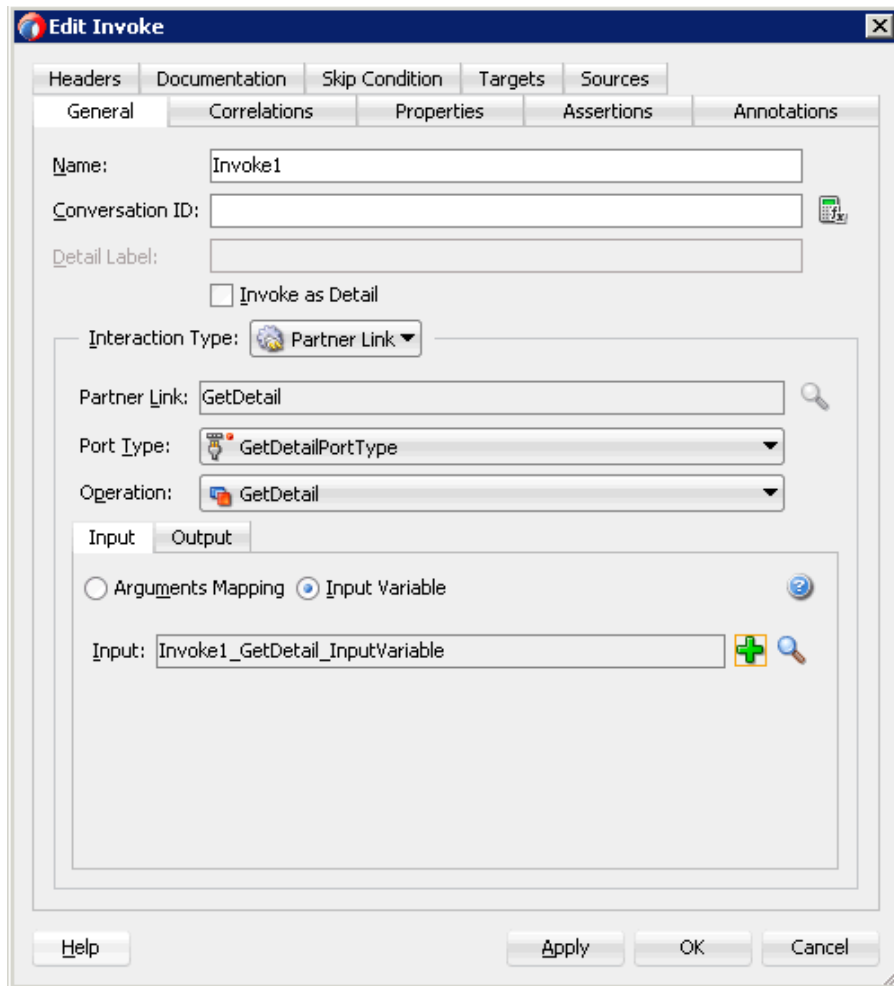 Edit Invoke
Headers Documentation Skip Condition Targets Sources
General Correlations Properties Assertions Annotations
Name: Invoke1
Conversation ID:
Detail Label:
Invoke as Detail
Interaction Type: Partner Link
Partner Link: GetDetail
Port Type: GetDetailPortType
Operation: GetDetail
Input Output
Arguments Mapping Input Variable
Input: Invoke1_GetDetail_InputVariable
Help Apply OK Cancel